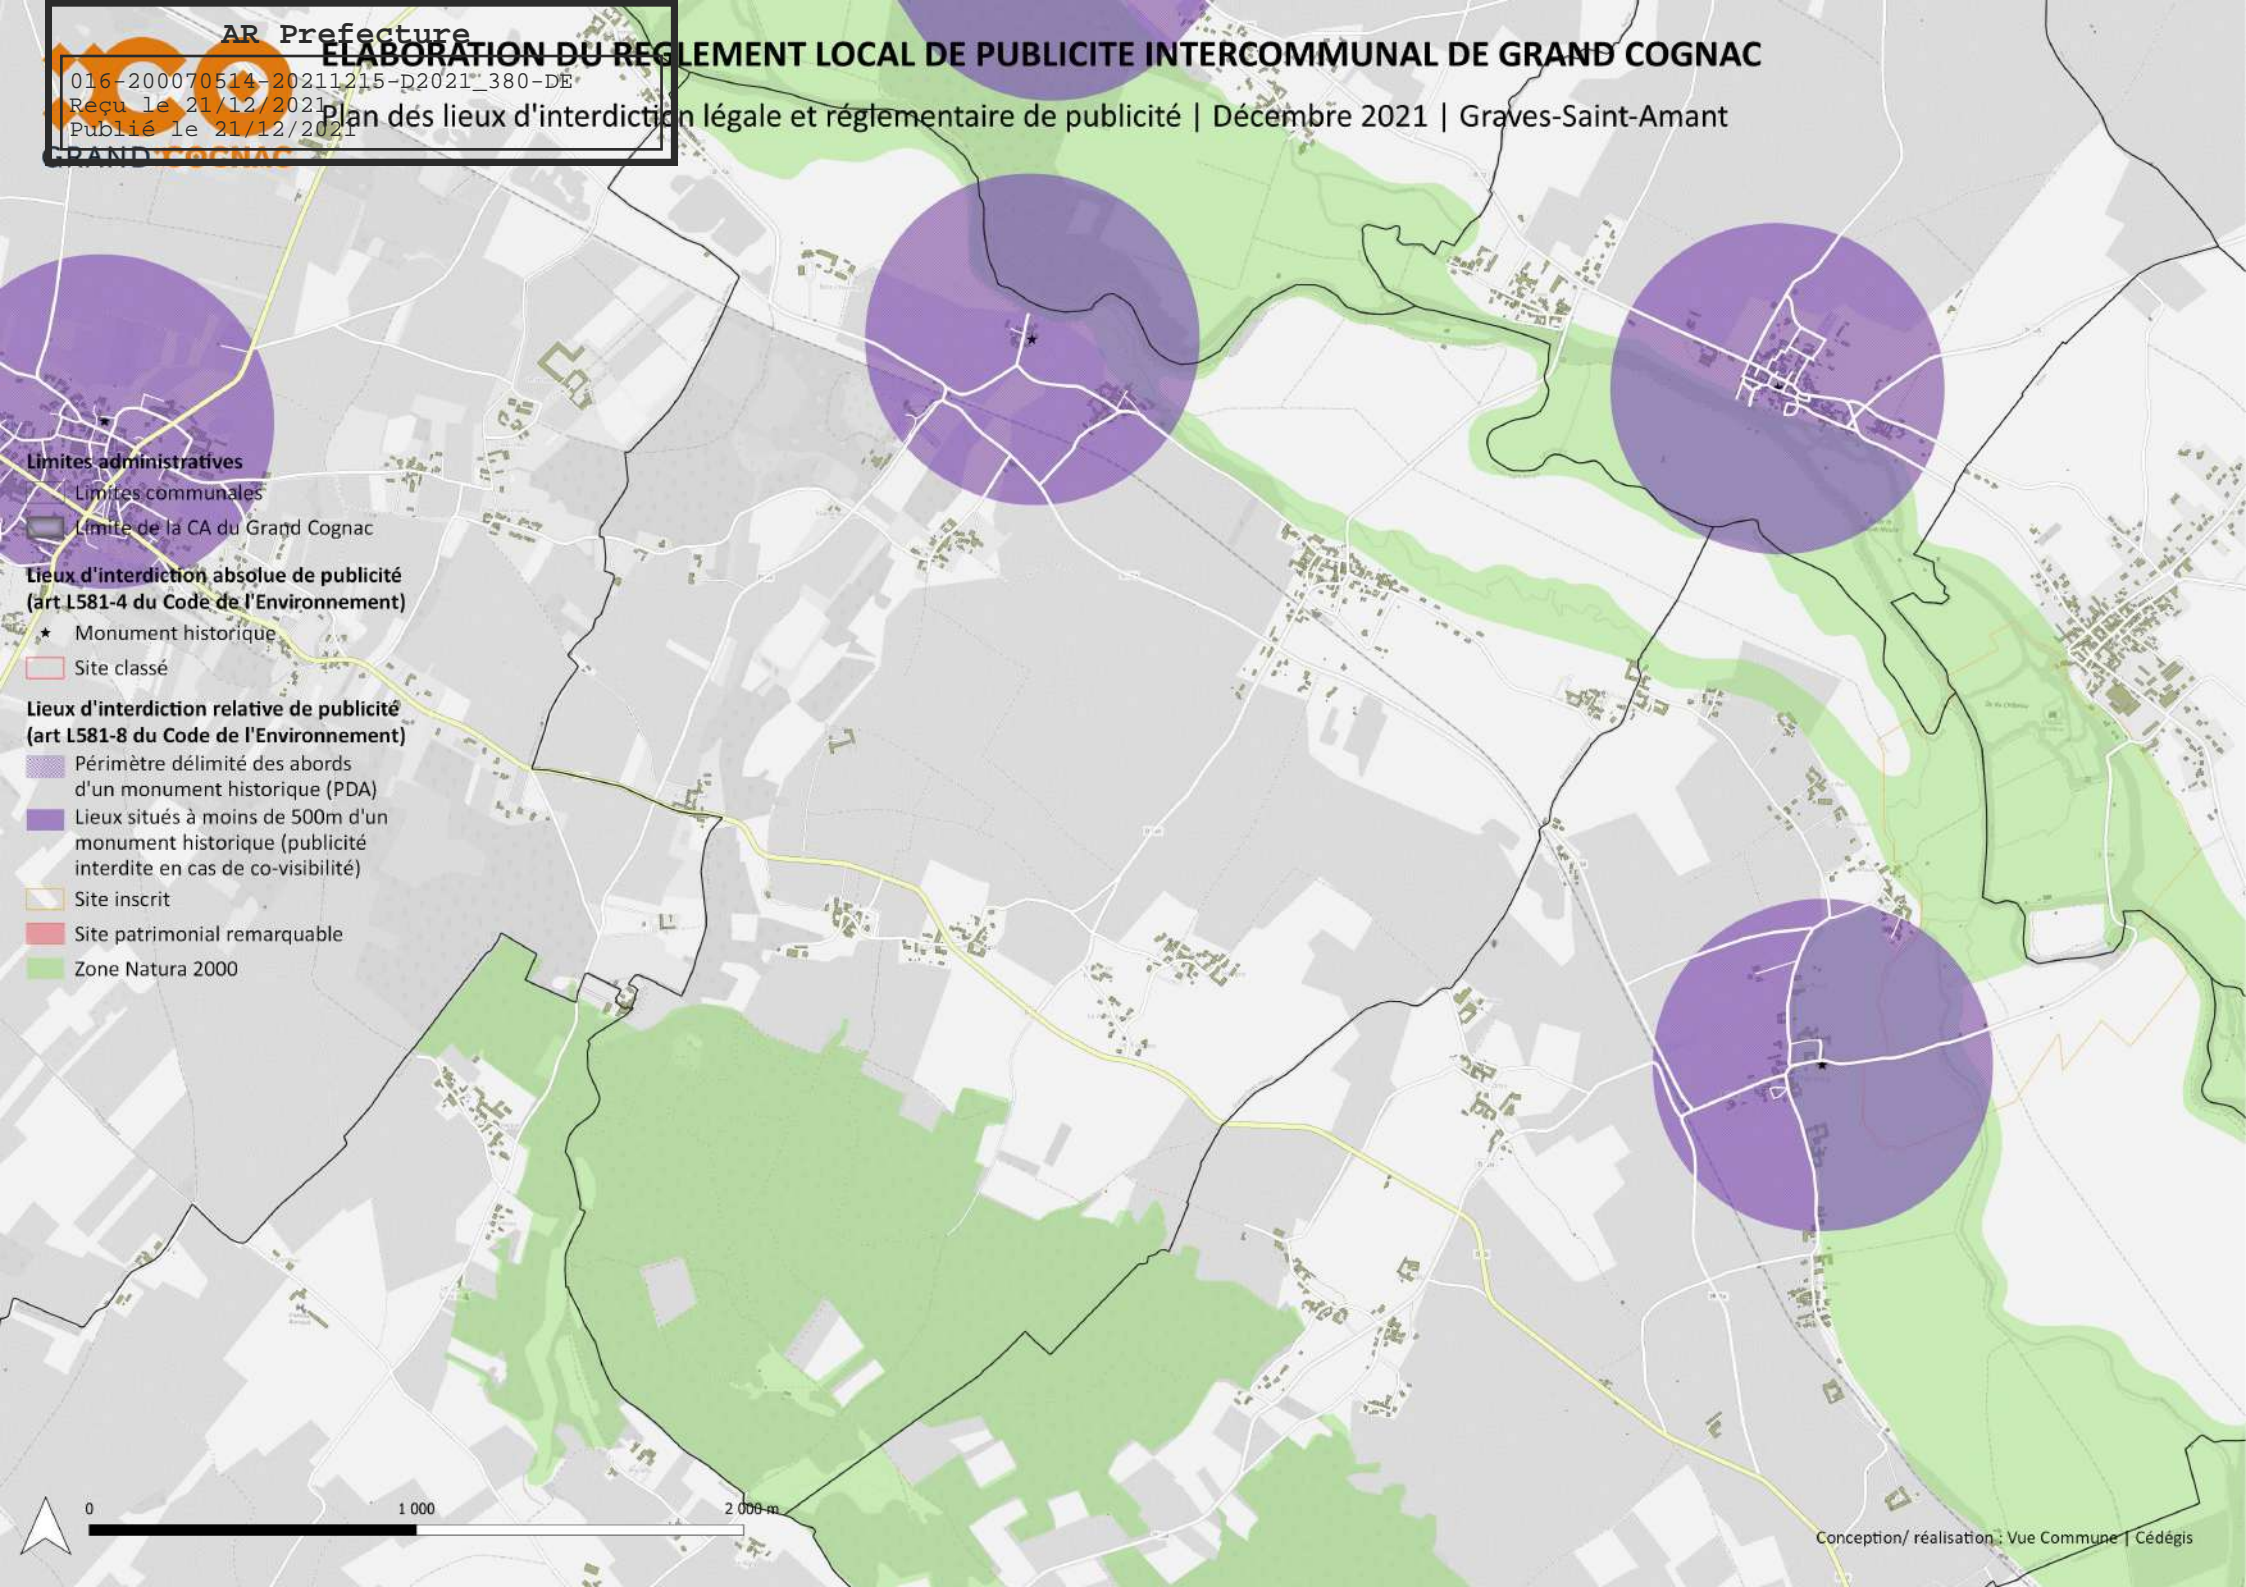 AR Prefecture
ELABORATION DU REGLEMENT LOCAL DE PUBLICITE INTERCOMMUNAL DE GRAND COGNAC
016-200070514-20211215-D2021_380-DE
Reçu le 21/12/2021
Plan des lieux d'interdiction légale et réglementaire de publicité | Décembre 2021 | Graves-Saint-Amant
Publié le 21/12/2021
GRAND COGNAC
Limites administratives
Limites communales
Limite de la CA du Grand Cognac
Lieux d'interdiction absolue de publicité
(art L581-4 du Code de l'Environnement)
Monument historique
Site classé
Lieux d'interdiction relative de publicité
(art L581-8 du Code de l'Environnement)
Périmètre délimité des abords
d'un monument historique (PDA)
Lieux situés à moins de 500m d'un
monument historique (publicité
interdite en cas de co-visibilité)
Site inscrit
Site patrimonial remarquable
Zone Natura 2000
0 1 000 2 000 m
Conception/ réalisation : Vue Commune | Cédégis